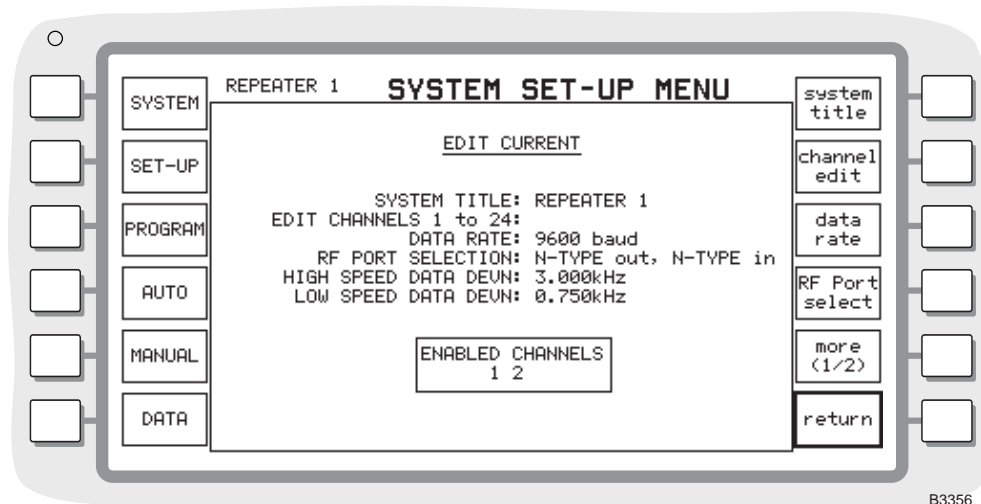 REPEATER 1 SYSTEM SET-UP MENU
SYSTEM
SET-UP
PROGRAM
AUTO
MANUAL
DATA
EDIT CURRENT
SYSTEM TITLE: REPEATER 1
EDIT CHANNELS 1 to 24:
DATA RATE: 9600 baud
RF PORT SELECTION: N-TYPE out, N-TYPE in
HIGH SPEED DATA DEVN: 3.000kHz
LOW SPEED DATA DEVN: 0.750kHz
ENABLED CHANNELS
1 2
system
title
channel
edit
data
rate
RF Port
select
more
(1/2)
return
B3356